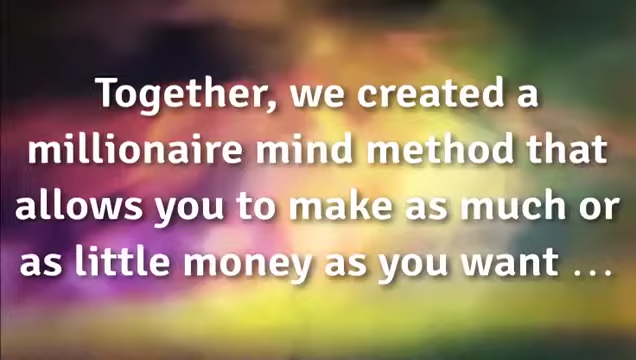 Together, we created a
millionaire mind method that
allows you to make as much or
as little money as you want ...